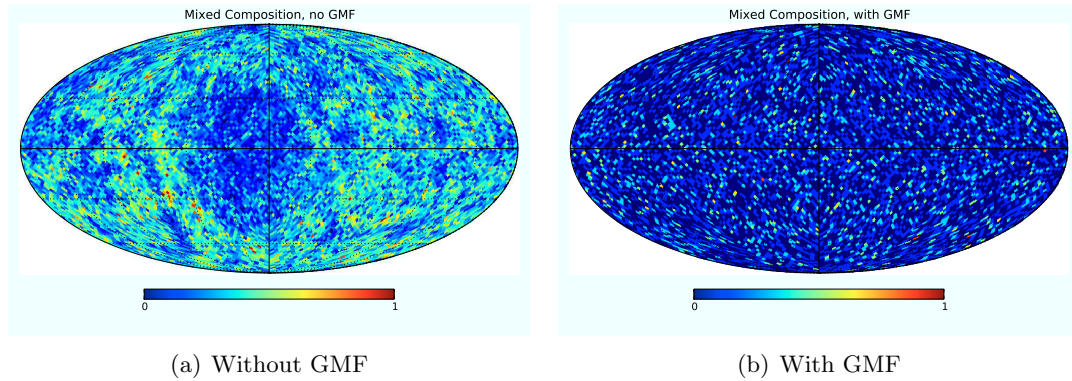 Mixed Composition, no GMF
0 1
(a) Without GMF
Mixed Composition, with GMF
0 1
(b) With GMF